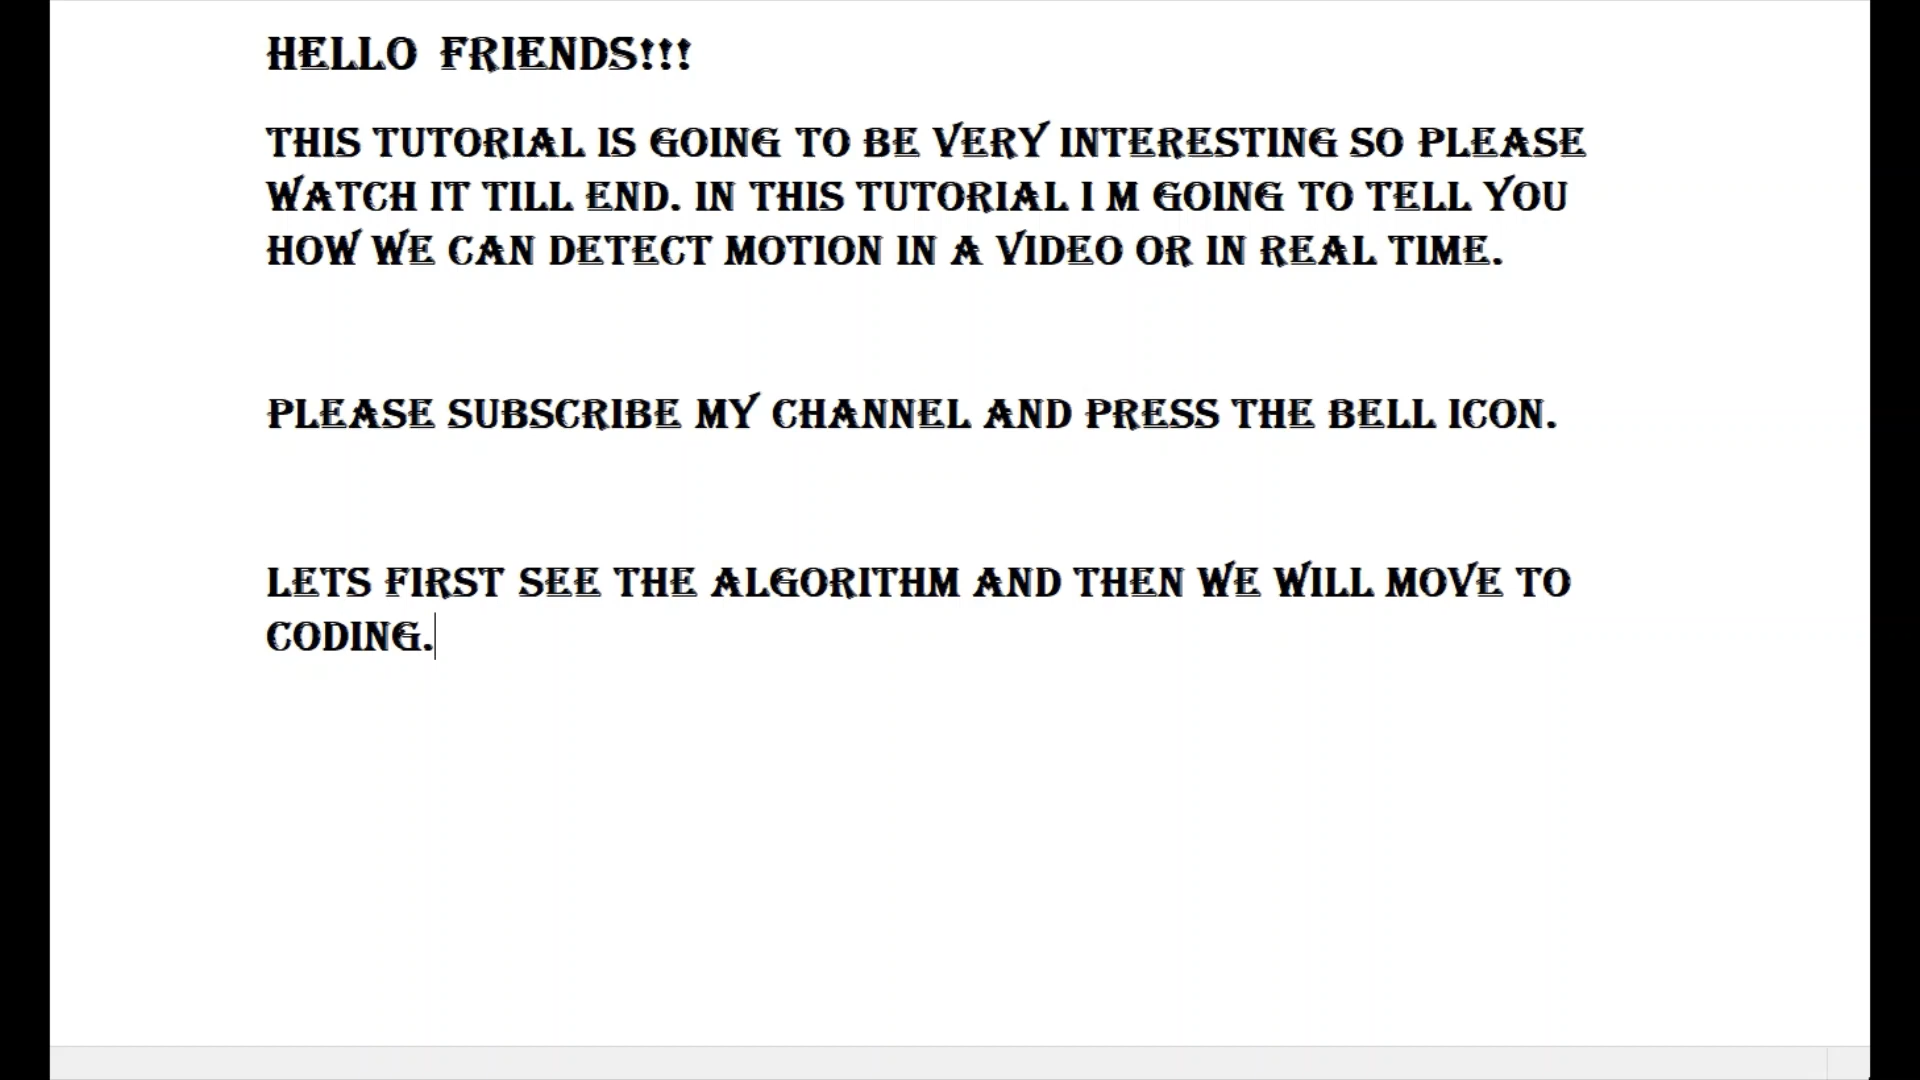 HELLO FRIENDS!!!
THIS TUTORIAL IS GOING TO BE VERY INTERESTING SO PLEASE
WATCH IT TILL END. IN THIS TUTORIAL I M GOING TO TELL YOU
HOW WE CAN DETECT MOTION IN A VIDEO OR IN REAL TIME.
PLEASE SUBSCRIBE MY CHANNEL AND PRESS THE BELL ICON.
LETS FIRST SEE THE ALGORITHM AND THEN WE WILL MOVE TO
CODING.